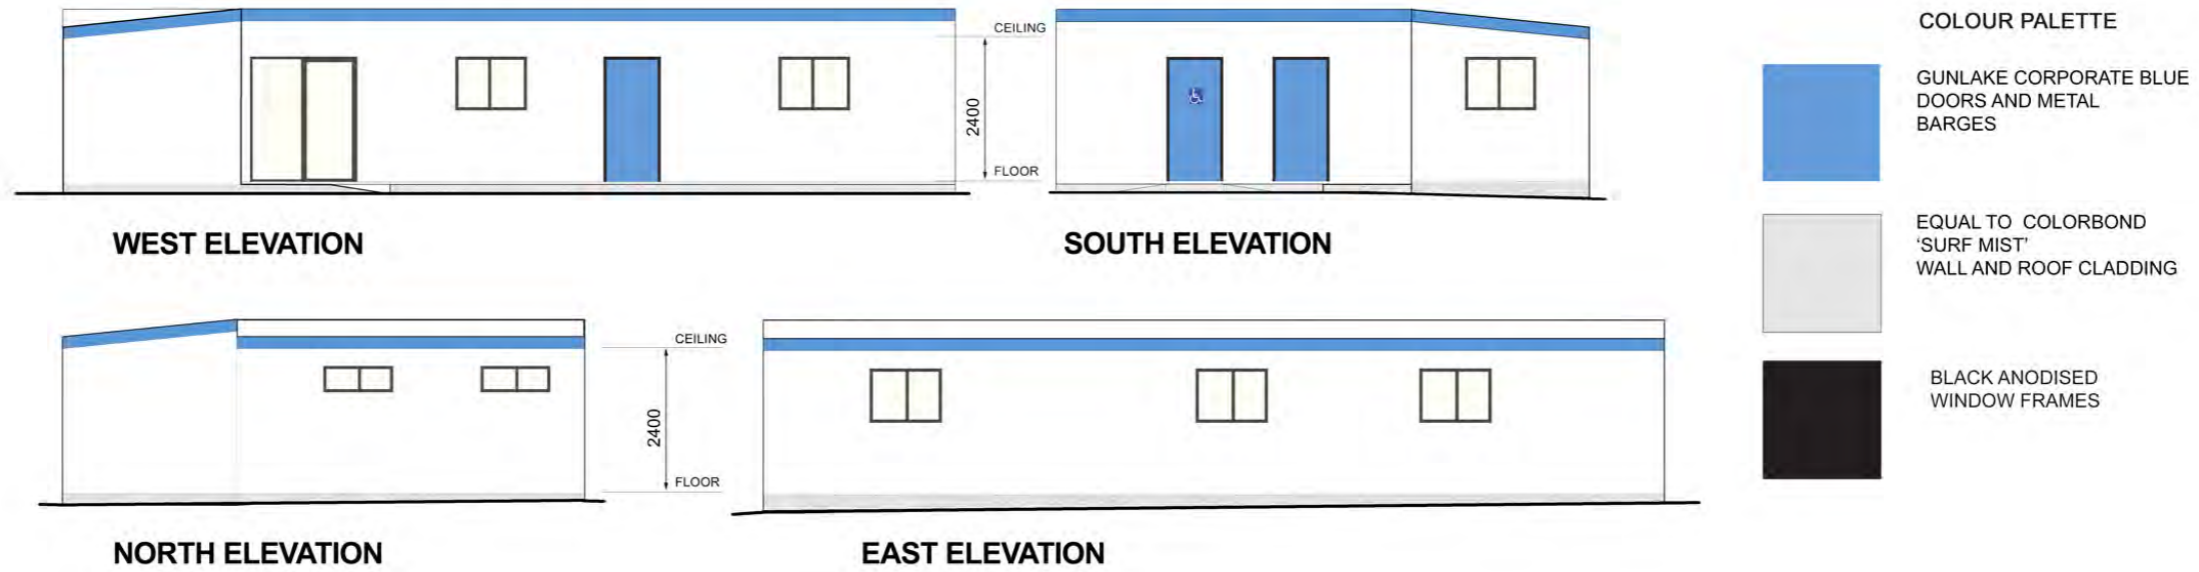 CEILING
2400
FLOOR
WEST ELEVATION
SOUTH ELEVATION
CEILING
2400
FLOOR
NORTH ELEVATION
EAST ELEVATION
COLOUR PALETTE
GUNLAKE CORPORATE BLUE
DOORS AND METAL
BARGES
EQUAL TO COLORBOND
'SURF MIST'
WALL AND ROOF CLADDING
BLACK ANODISED
WINDOW FRAMES